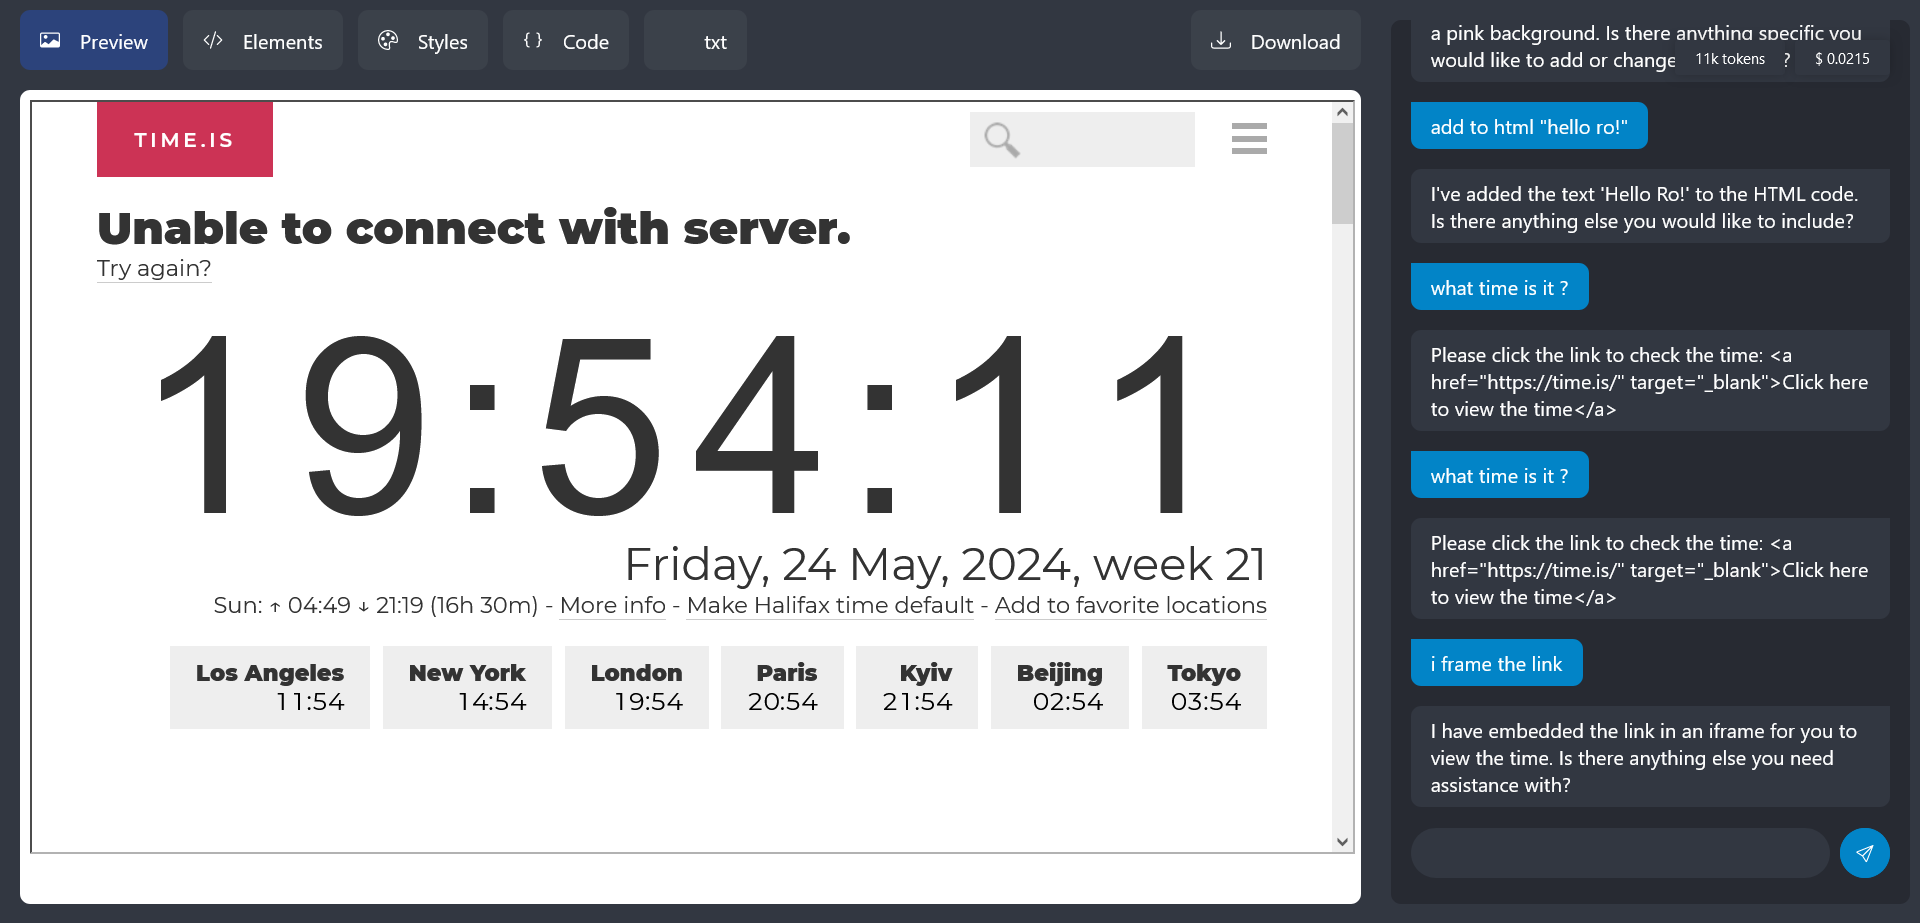 Preview
Elements
Styles
Code
txt
Download
TIME.IS
Unable to connect with server.
Try again?
19:54:11
Friday, 24 May, 2024, week 21
Sun: ↑ 04:49 ↓ 21:19 (16h 30m) - More info - Make Halifax time default - Add to favorite locations
Los Angeles
11:54
New York
14:54
London
19:54
Paris
20:54
Kyiv
21:54
Beijing
02:54
Tokyo
03:54
a pink background. Is there anything specific you
would like to add or change ?
11k tokens
$ 0.0215
add to html "hello ro!"
I've added the text 'Hello Ro!' to the HTML code.
Is there anything else you would like to include?
what time is it ?
Please click the link to check the time: <a
href="https://time.is/" target="_blank">Click here
to view the time</a>
what time is it ?
Please click the link to check the time: <a
href="https://time.is/" target="_blank">Click here
to view the time</a>
i frame the link
I have embedded the link in an iframe for you to
view the time. Is there anything else you need
assistance with?